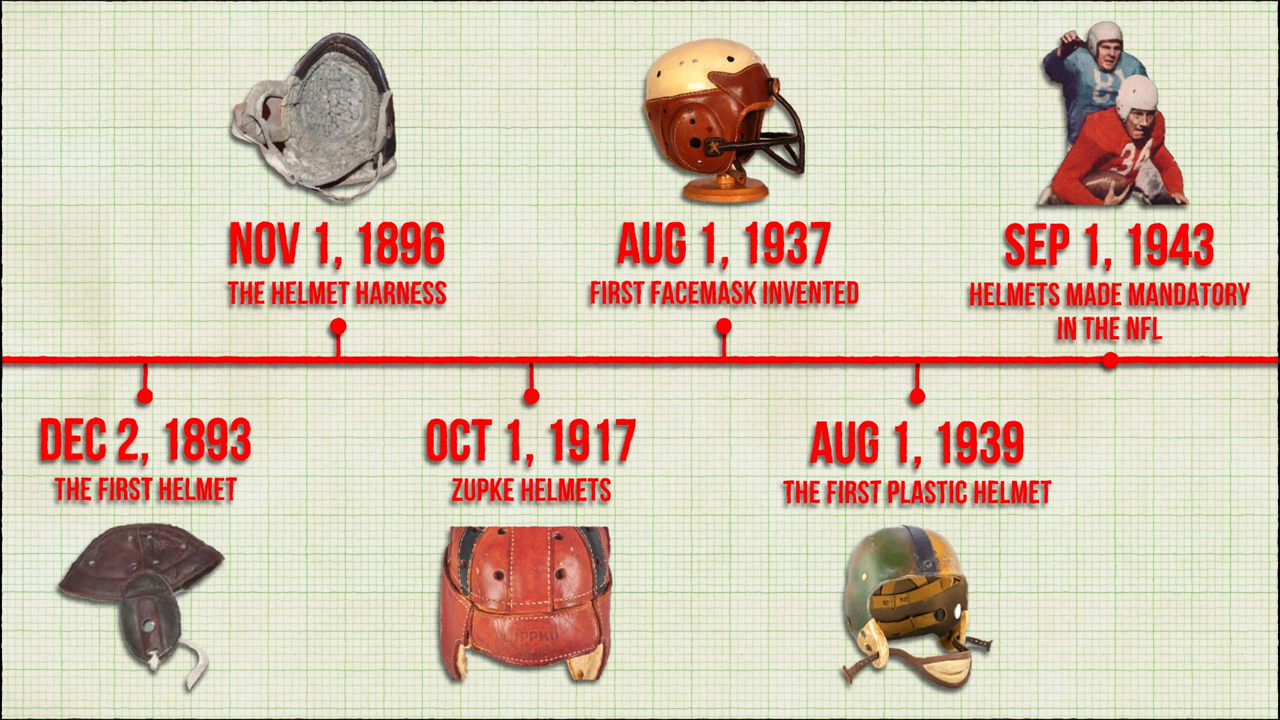 NOV 1, 1896
THE HELMET HARNESS
AUG 1, 1937
FIRST FACEMASK INVENTED
SEP 1, 1943
HELMETS MADE MANDATORY
IN THE NFL
DEC 2, 1893
THE FIRST HELMET
OCT 1, 1917
ZUPKE HELMETS
AUG 1, 1939
THE FIRST PLASTIC HELMET
34